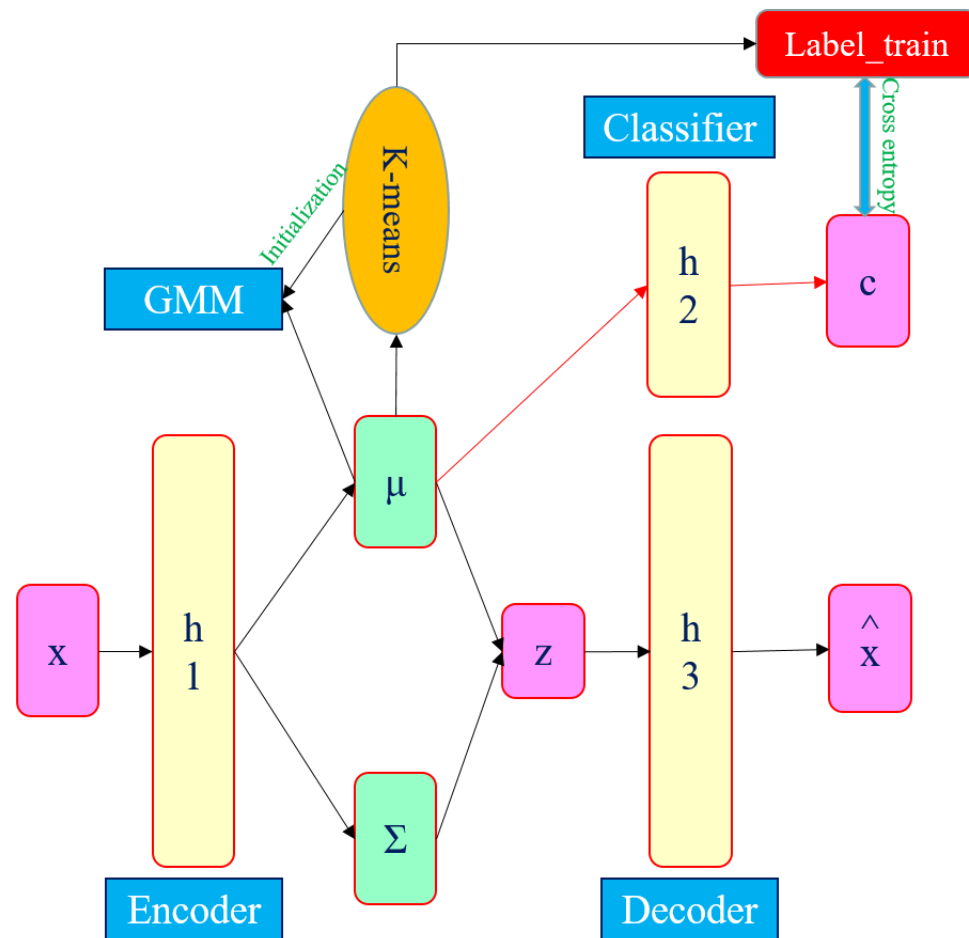 Label_train
Cross entropy
Classifier
K-means
Initialization
GMM
h
2
c
μ
x
h
1
z
h
3
^
x
Σ
Encoder
Decoder